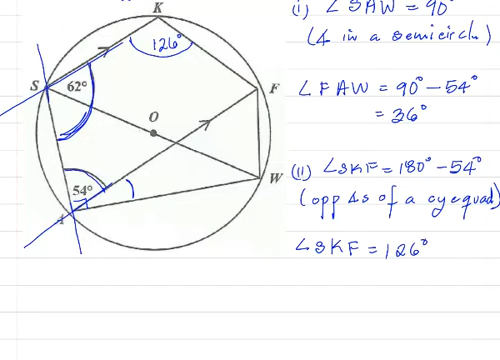 (i) ∠SAW = 90°
(∡ in a semicircle)
∠FAW = 90° - 54°
= 36°
(ii) ∠SKF = 180° - 54°
(opp ∡s of a cyc quad)
∠SKF = 126°
K
126°
S
62°
F
O
W
54°
A